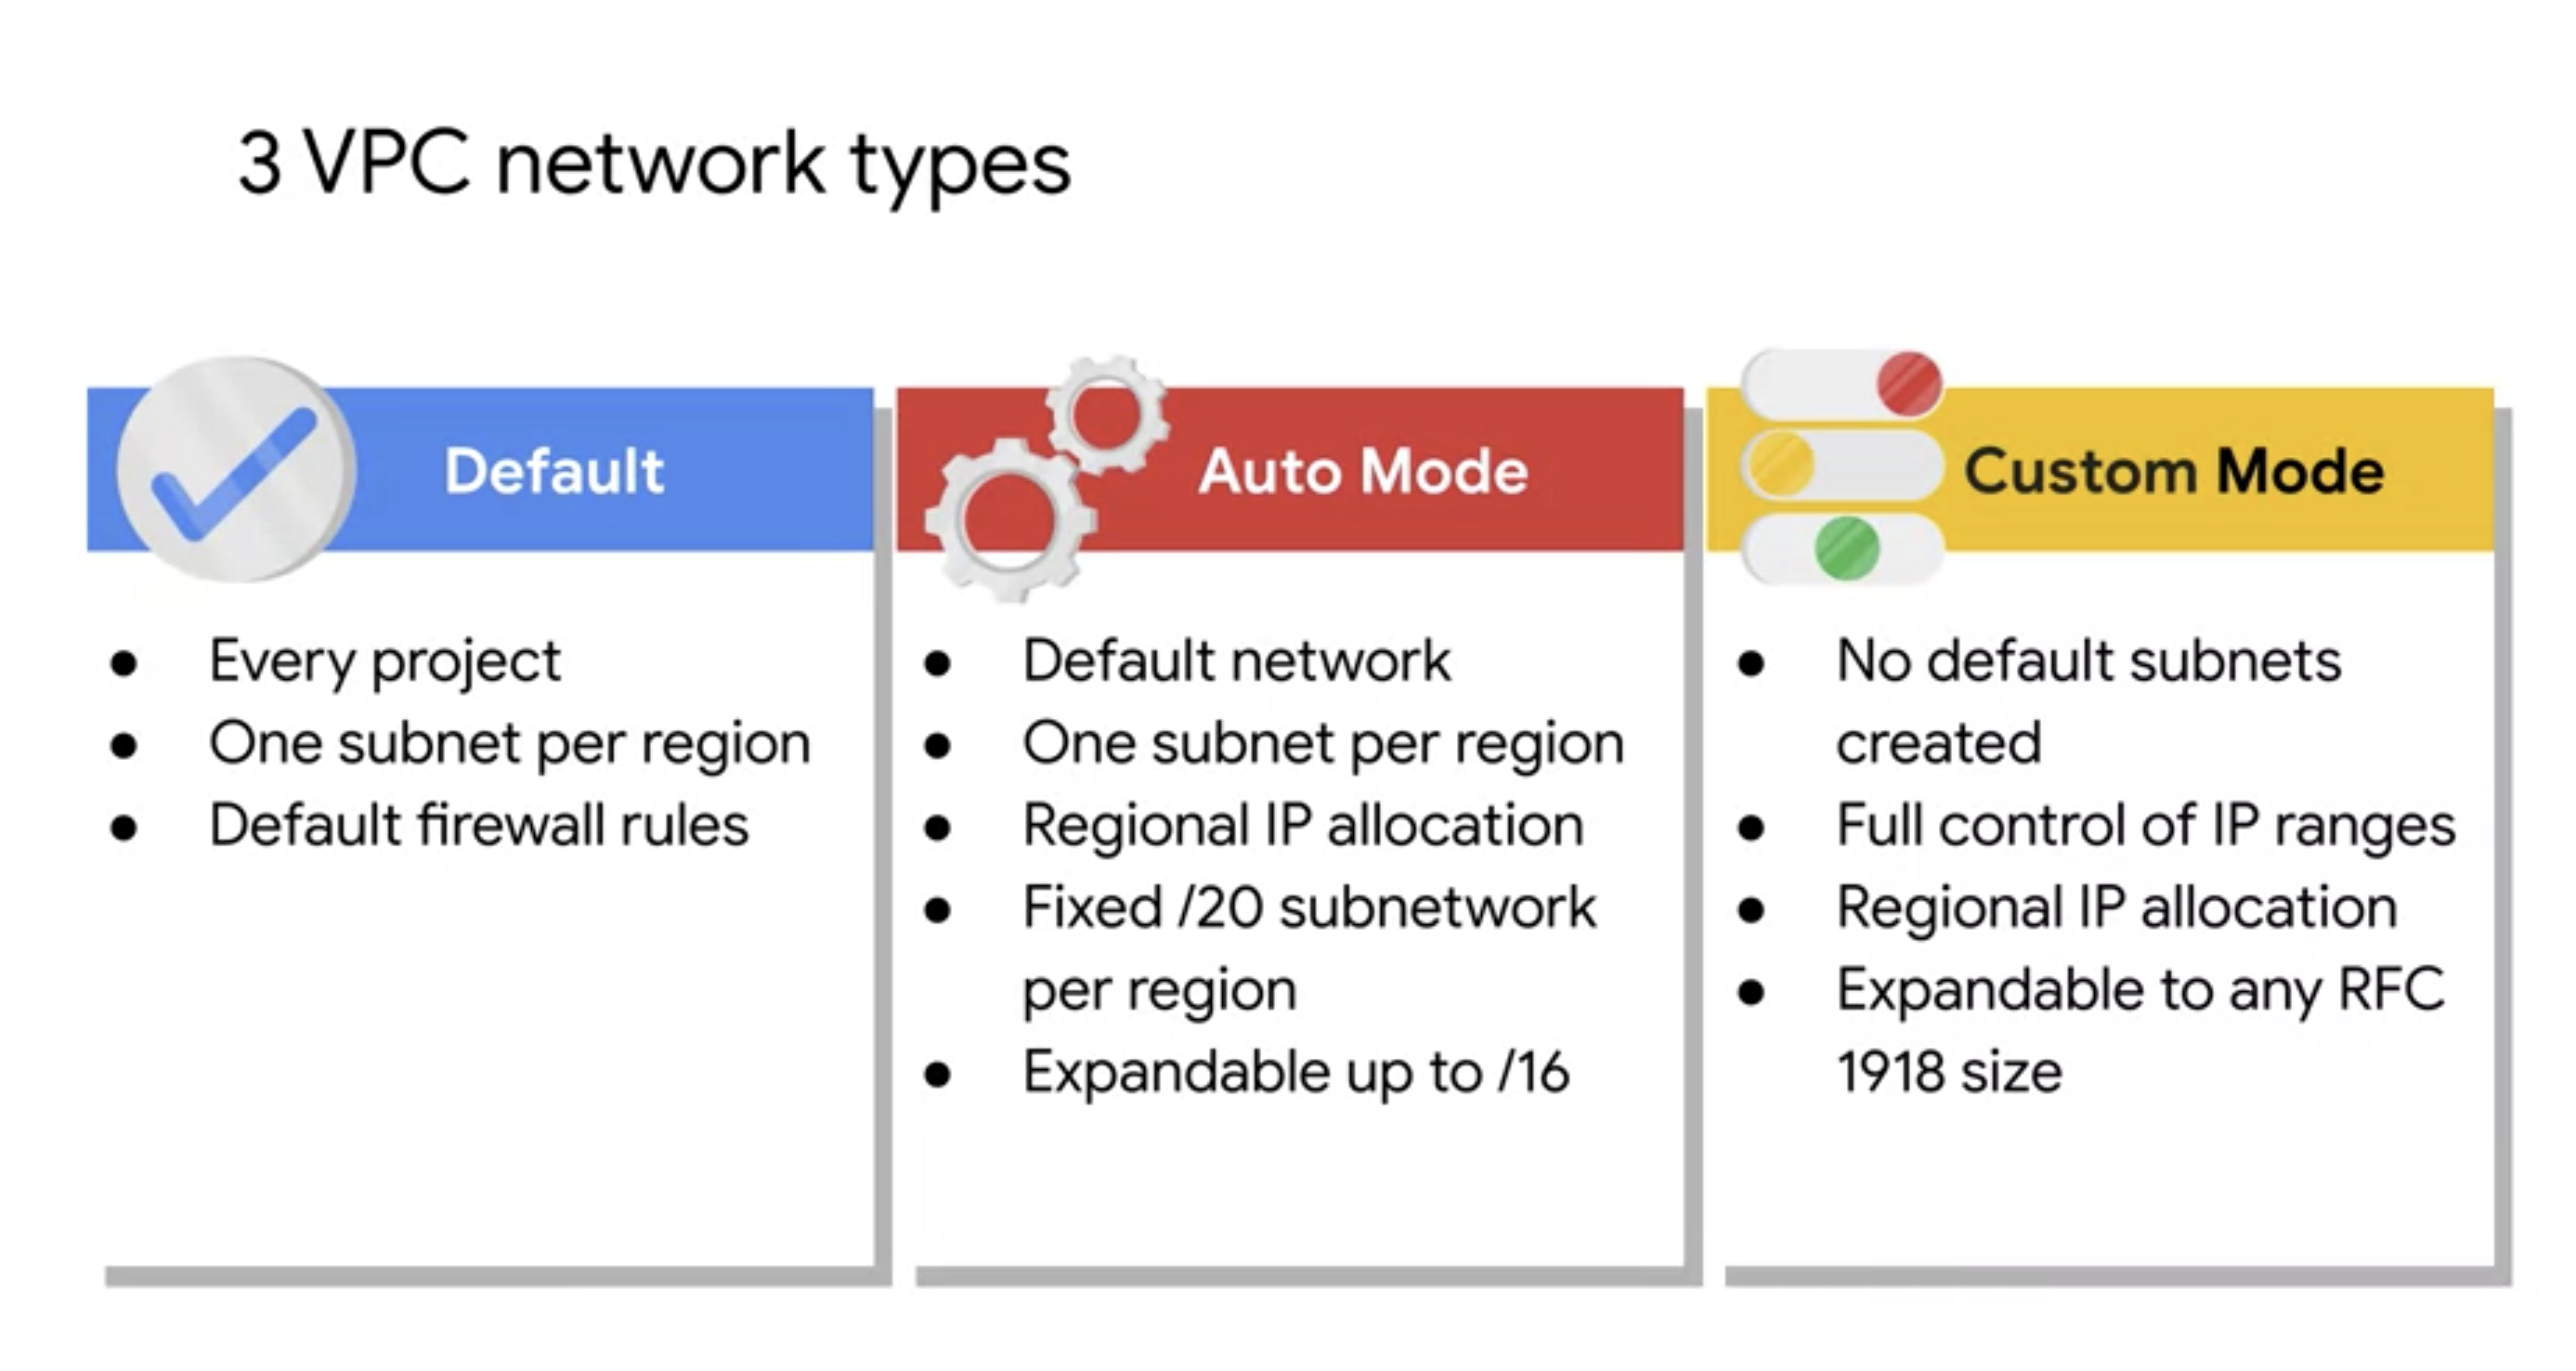 3 VPC network types
Default
Every project
One subnet per region
Default firewall rules
Auto Mode
Default network
One subnet per region
Regional IP allocation
Fixed /20 subnetwork
per region
Expandable up to /16
Custom Mode
No default subnets
created
Full control of IP ranges
Regional IP allocation
Expandable to any RFC
1918 size